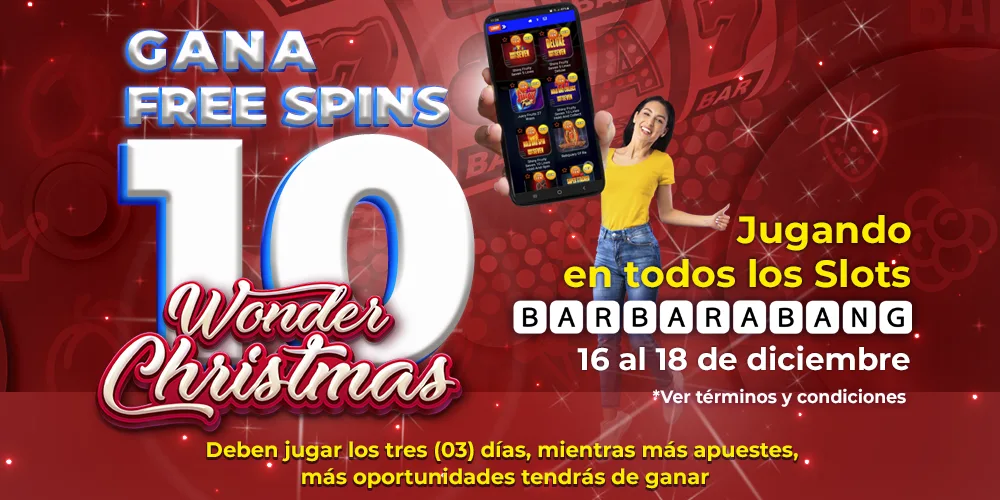 GANA
FREE SPINS
10
Wonder
Christmas
Jugando
en todos los Slots
BARBARABANG
16 al 18 de diciembre
*Ver términos y condiciones
Deben jugar los tres (03) días, mientras más apuestes,
más oportunidades tendrás de ganar
BAR